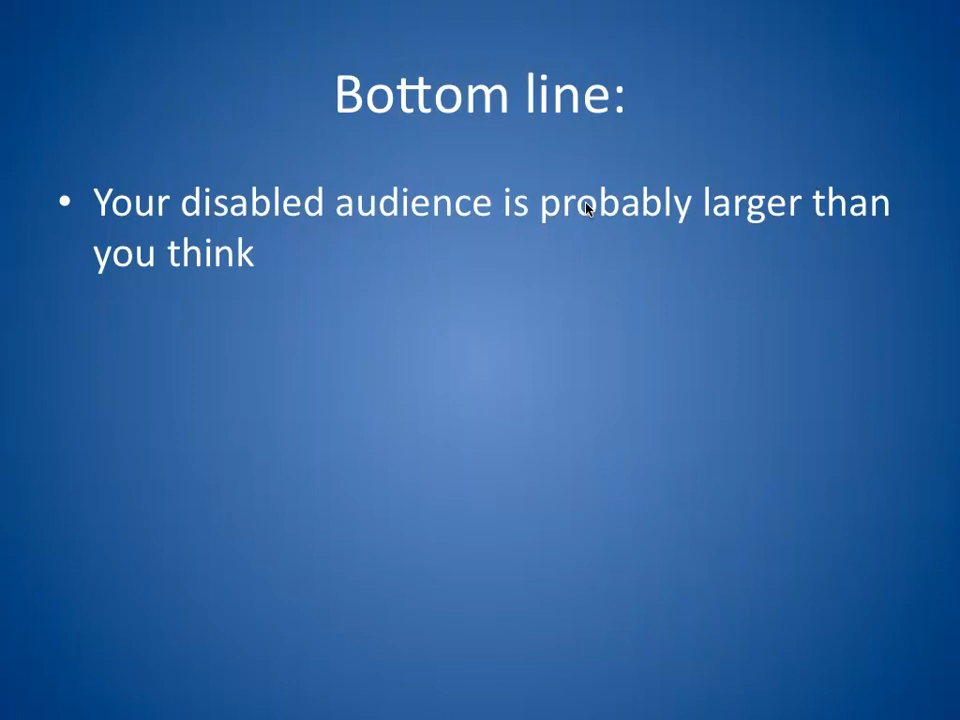 Bottom line:
• Your disabled audience is probably larger than
you think